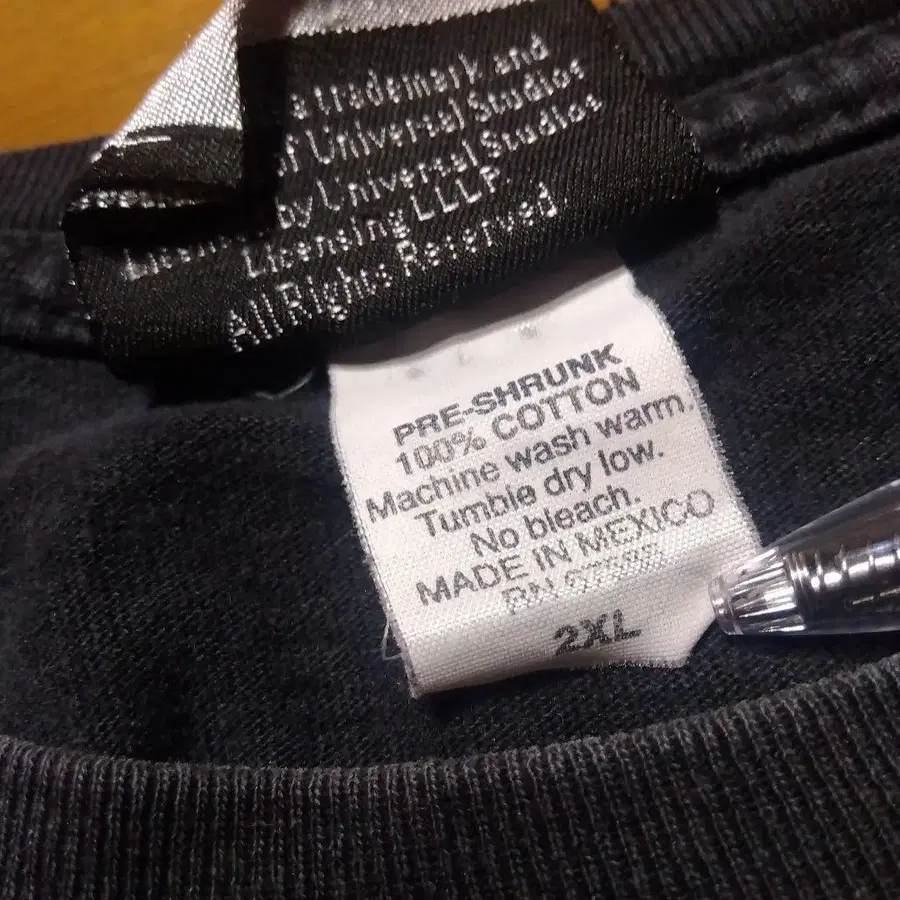 a trademark and
Universal Studios
by Universal Studios
Licensing LLLP.
All Rights Reserved
PRE-SHRUNK
100% COTTON
Machine wash warm.
Tumble dry low.
No bleach.
MADE IN MEXICO
RN
2XL